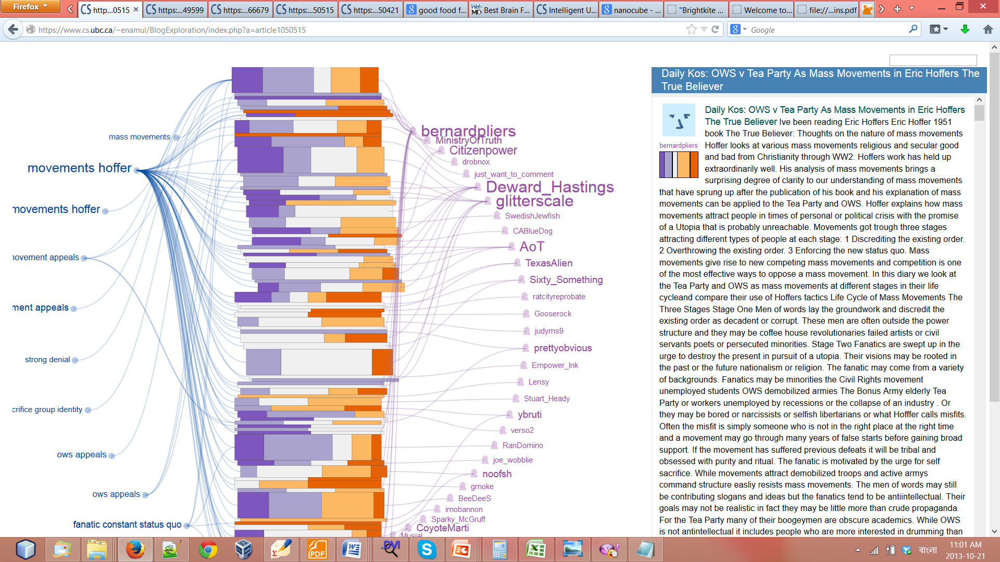 Firefox
http...0515
https:...49599
https:...66679
https:...50515
https:...50421
good food f...
Best Brain F...
Intelligent U...
nanocube - ...
"Brightkite ...
Welcome to...
file://...ins.pdf
https://www.cs.ubc.ca/~enamul/BlogExploration/index.php?a=article1050515
Google
mass movements
movements hoffer
movements hoffer
movement appeals
ment appeals
strong denial
crifice group identity
ows appeals
ows appeals
fanatic constant status quo
bernardpliers
MinistryOfTruth
Citizenpower
drobnox
just_want_to_comment
Deward_Hastings
glitterscale
SwedishJewfish
CABlueDog
AoT
TexasAlien
Sixty_Something
ratcityreprobate
Gooserock
judyms9
prettyobvious
Empower_Ink
Lensy
Stuart_Heady
ybruti
verso2
RanDomino
joe_wobblie
noofsh
gmoke
BeeDeeS
imobannon
Sparky_McGruff
CoyoteMarti
Musial
Daily Kos: OWS v Tea Party As Mass Movements in Eric Hoffers The
True Believer
bernardpliers
Daily Kos: OWS v Tea Party As Mass Movements in Eric Hoffers
The True Believer Ive been reading Eric Hoffers Eric Hoffer 1951
book The True Believer: Thoughts on the nature of mass movements
Hoffer looks at various mass movements religious and secular good
and bad from Christianity through WW2. Hoffers work has held up
extraordinarily well. His analysis of mass movements brings a
surprising degree of clarity to our understanding of mass movements
that have sprung up after the publication of his book and his explanation of mass
movements can be applied to the Tea Party and OWS. Hoffer explains how mass
movements attract people in times of personal or political crisis with the promise
of a Utopia that is probably unreachable. Movements got trough three stages
attracting different types of people at each stage: 1 Discrediting the existing order.
2 Overthrowing the existing order. 3 Enforcing the new status quo. Mass
movements give rise to new competing mass movements and competition is one
of the most effective ways to oppose a mass movement. In this diary we look at
the Tea Party and OWS as mass movements at different stages in their life
cycleand compare their use of Hoffers tactics Life Cycle of Mass Movements The
Three Stages Stage One Men of words lay the groundwork and discredit the
existing order as decadent or corrupt. These men are often outside the power
structure and they may be coffee house revolutionaries failed artists or civil
servants poets or persecuted minorities. Stage Two Fanatics are swept up in the
urge to destroy the present in pursuit of a utopia. Their visions may be rooted in
the past or the future nationalism or religion. The fanatic may come from a variety
of backgrounds. Fanatics may be minorities the Civil Rights movement
unemployed students OWS demobilized armies The Bonus Army elderly Tea
Party or workers unemployed by recessions or the collapse of an industry . Or
they may be bored or narcissists or selfish libertarians or what Hofffer calls misfits.
Often the misfit is simply someone who is not in the right place at the right time
and a movement may go through many years of false starts before gaining broad
support. If the movement has suffered previous defeats it will be tribal and
obsessed with purity and ritual. The fanatic is motivated by the urge for self
sacrifice. While movements attract demobilized troops and active armys
command structure easliy resists mass movements. The men of words may still
be contributing slogans and ideas but the fanatics tend to be antiintellectual. Their
goals may not be realistic in fact they may be little more than crude propaganda.
For the Tea Party many of their boogeymen are obscure academics. While OWS
is not antintellectual it includes people who are more interested in drumming than
বাংলা
11:01 AM
2013-10-21